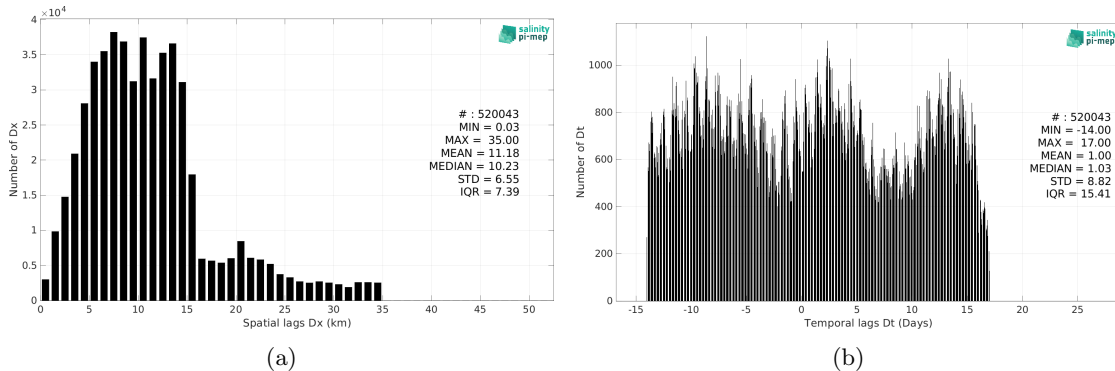 ×10⁴
4
3.5
3
2.5
2
1.5
1
0.5
0
Number of Dx
0 5 10 15 20 25 30 35 40 45 50
Spatial lags Dx (km)
salinity
pi-mep
# : 520043
MIN = 0.03
MAX = 35.00
MEAN = 11.18
MEDIAN = 10.23
STD = 6.55
IQR = 7.39
(a)
1000
800
600
400
200
0
Number of Dt
-15 -10 -5 0 5 10 15 20 25
Temporal lags Dt (Days)
salinity
pi-mep
# : 520043
MIN = -14.00
MAX = 17.00
MEAN = 1.00
MEDIAN = 1.03
STD = 8.82
IQR = 15.41
(b)